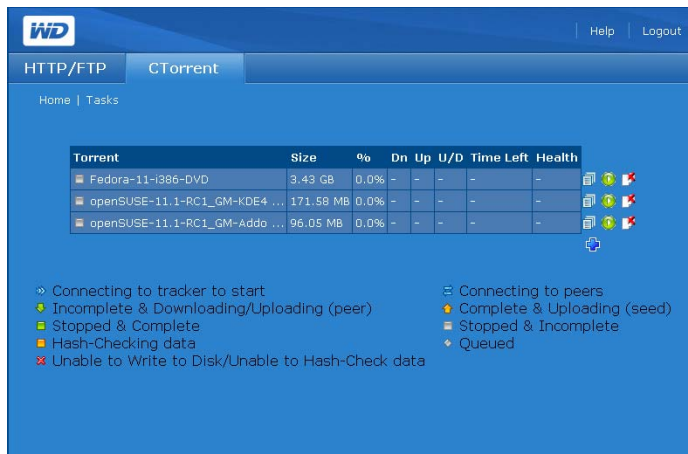 WD
Help | Logout
HTTP/FTP CTorrent
Home | Tasks
Torrent Size % Dn Up U/D Time Left Health
Fedora-11-i386-DVD 3.43 GB 0.0% - - - - -
openSUSE-11.1-RC1_GM-KDE4 ... 171.58 MB 0.0% - - - - -
openSUSE-11.1-RC1_GM-Addo ... 96.05 MB 0.0% - - - - -
Connecting to tracker to start Connecting to peers
Incomplete & Downloading/Uploading (peer) Complete & Uploading (seed)
Stopped & Complete Stopped & Incomplete
Hash-Checking data Queued
Unable to Write to Disk/Unable to Hash-Check data